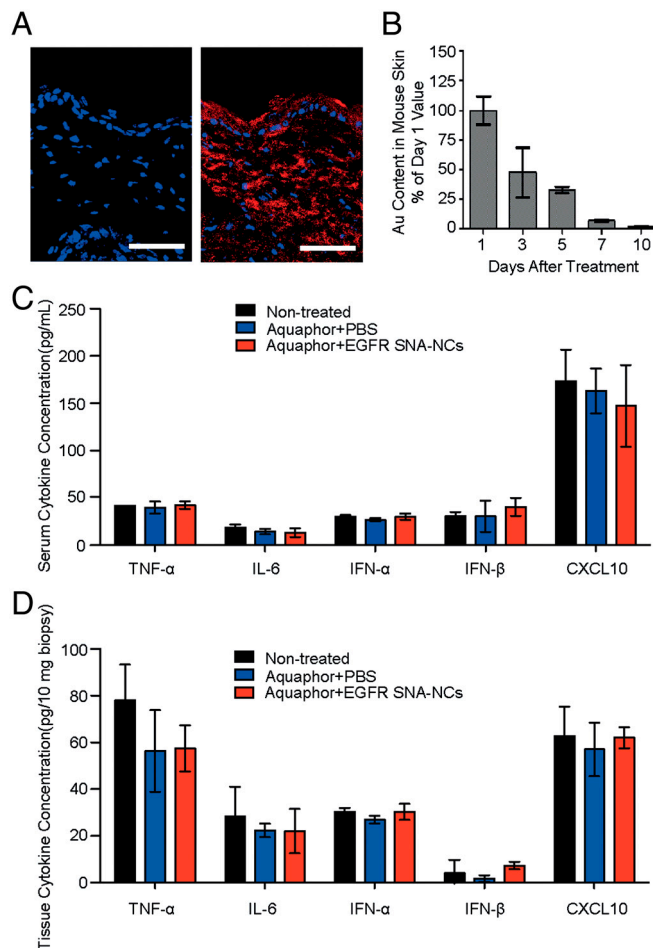 A
B
Au Content in Mouse Skin
% of Day 1 Value
150
125
100
75
50
25
0
1 3 5 7 10
Days After Treatment
C
Serum Cytokine Concentration(pg/mL)
250
200
150
100
50
0
Non-treated
Aquaphor+PBS
Aquaphor+EGFR SNA-NCs
TNF-α IL-6 IFN-α IFN-β CXCL10
D
Tissue Cytokine Concentration(pg/10 mg biopsy)
100
80
60
40
20
0
Non-treated
Aquaphor+PBS
Aquaphor+EGFR SNA-NCs
TNF-α IL-6 IFN-α IFN-β CXCL10